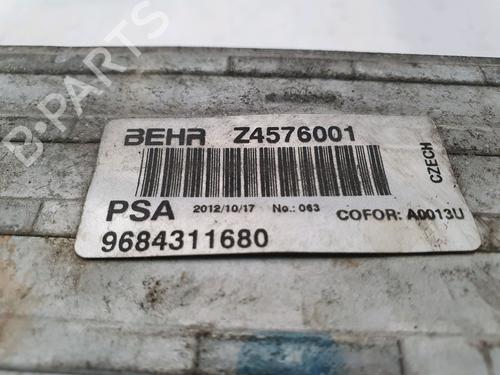 BEHR Z4576001
CZECH
PSA 2012/10/17 No.: 063 COFOR: A0013U
9684311680
B-PARTS